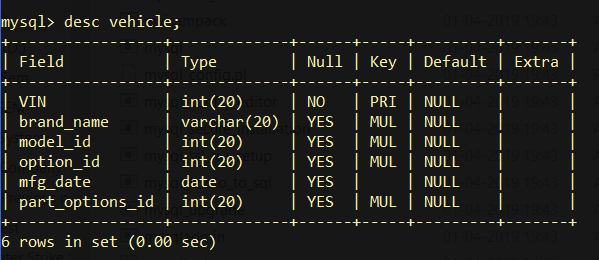 mysql> desc vehicle;
+-----------------+-------------+------+-----+---------+-------+
| Field | Type | Null | Key | Default | Extra |
+-----------------+-------------+------+-----+---------+-------+
| VIN | int(20) | NO | PRI | NULL | |
| brand_name | varchar(20) | YES | MUL | NULL | |
| model_id | int(20) | YES | MUL | NULL | |
| option_id | int(20) | YES | MUL | NULL | |
| mfg_date | date | YES | | NULL | |
| part_options_id | int(20) | YES | MUL | NULL | |
+-----------------+-------------+------+-----+---------+-------+
6 rows in set (0.00 sec)